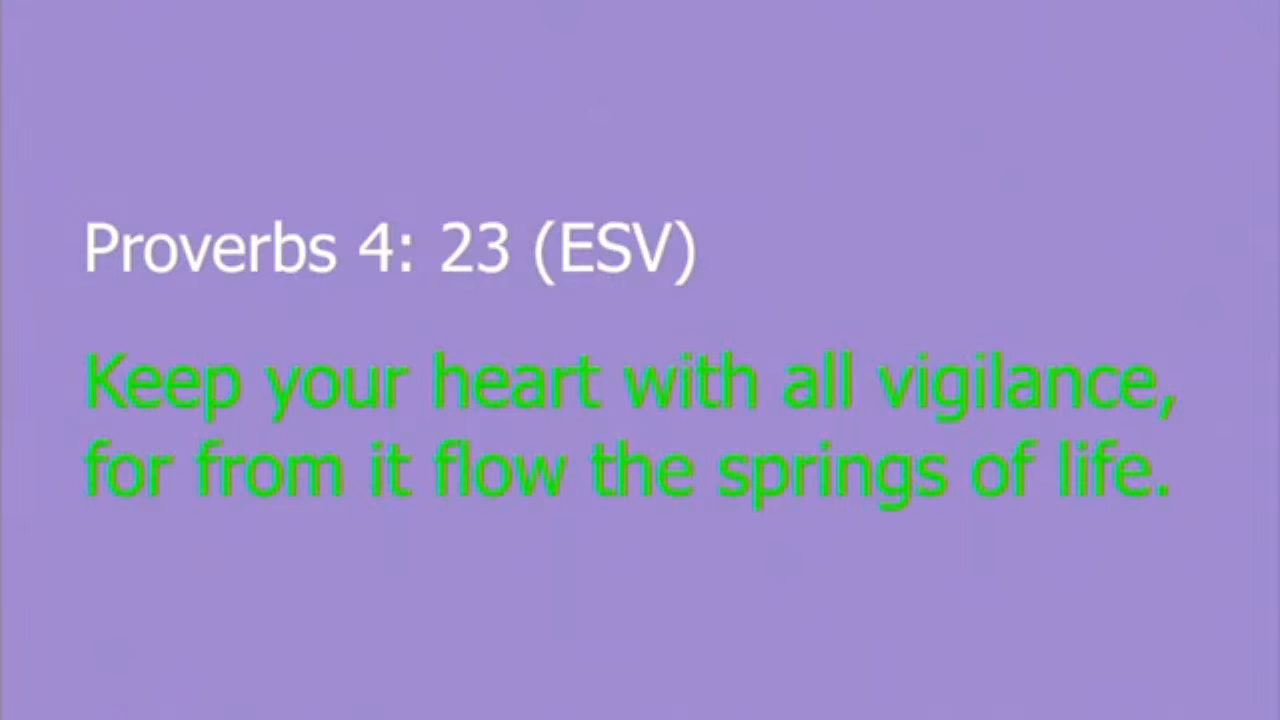 Proverbs 4: 23 (ESV)
Keep your heart with all vigilance,
for from it flow the springs of life.